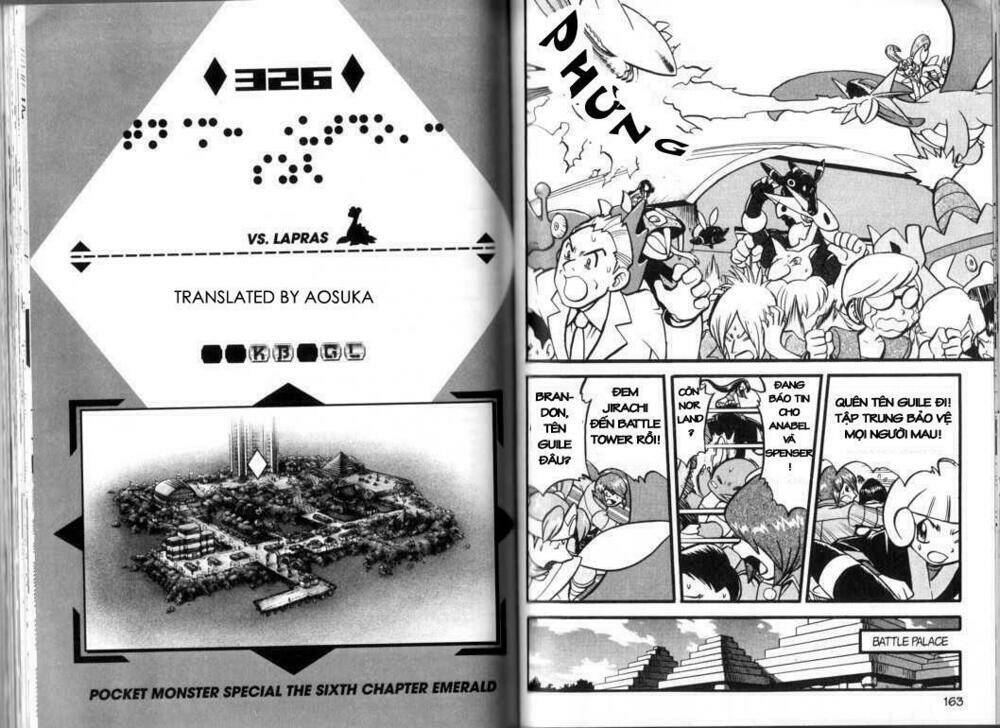 326
VS. LAPRAS
TRANSLATED BY AOSUKA
K B G L
POCKET MONSTER SPECIAL THE SIXTH CHAPTER EMERALD
PHỪNG
BRAN-
DON,
TÊN
GUILE
ĐÂU?
ĐEM
JIRACHI
ĐẾN BATTLE
TOWER RỒI!
CÒN
NOR
LAND
?
ĐANG
BÁO TIN
CHO
ANABEL
VÀ
SPENSER
!
QUÊN TÊN GUILE ĐI!
TẬP TRUNG BẢO VỆ
MỌI NGƯỜI MAU!
BATTLE PALACE
163